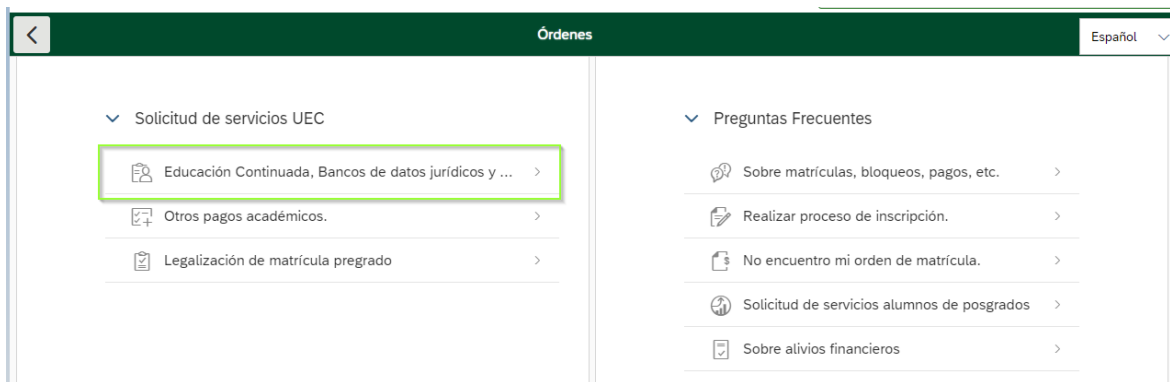 Órdenes
Español
Solicitud de servicios UEC
Educación Continuada, Bancos de datos jurídicos y ...
Otros pagos académicos.
Legalización de matrícula pregrado
Preguntas Frecuentes
Sobre matrículas, bloqueos, pagos, etc.
Realizar proceso de inscripción.
No encuentro mi orden de matrícula.
Solicitud de servicios alumnos de posgrados
Sobre alivios financieros